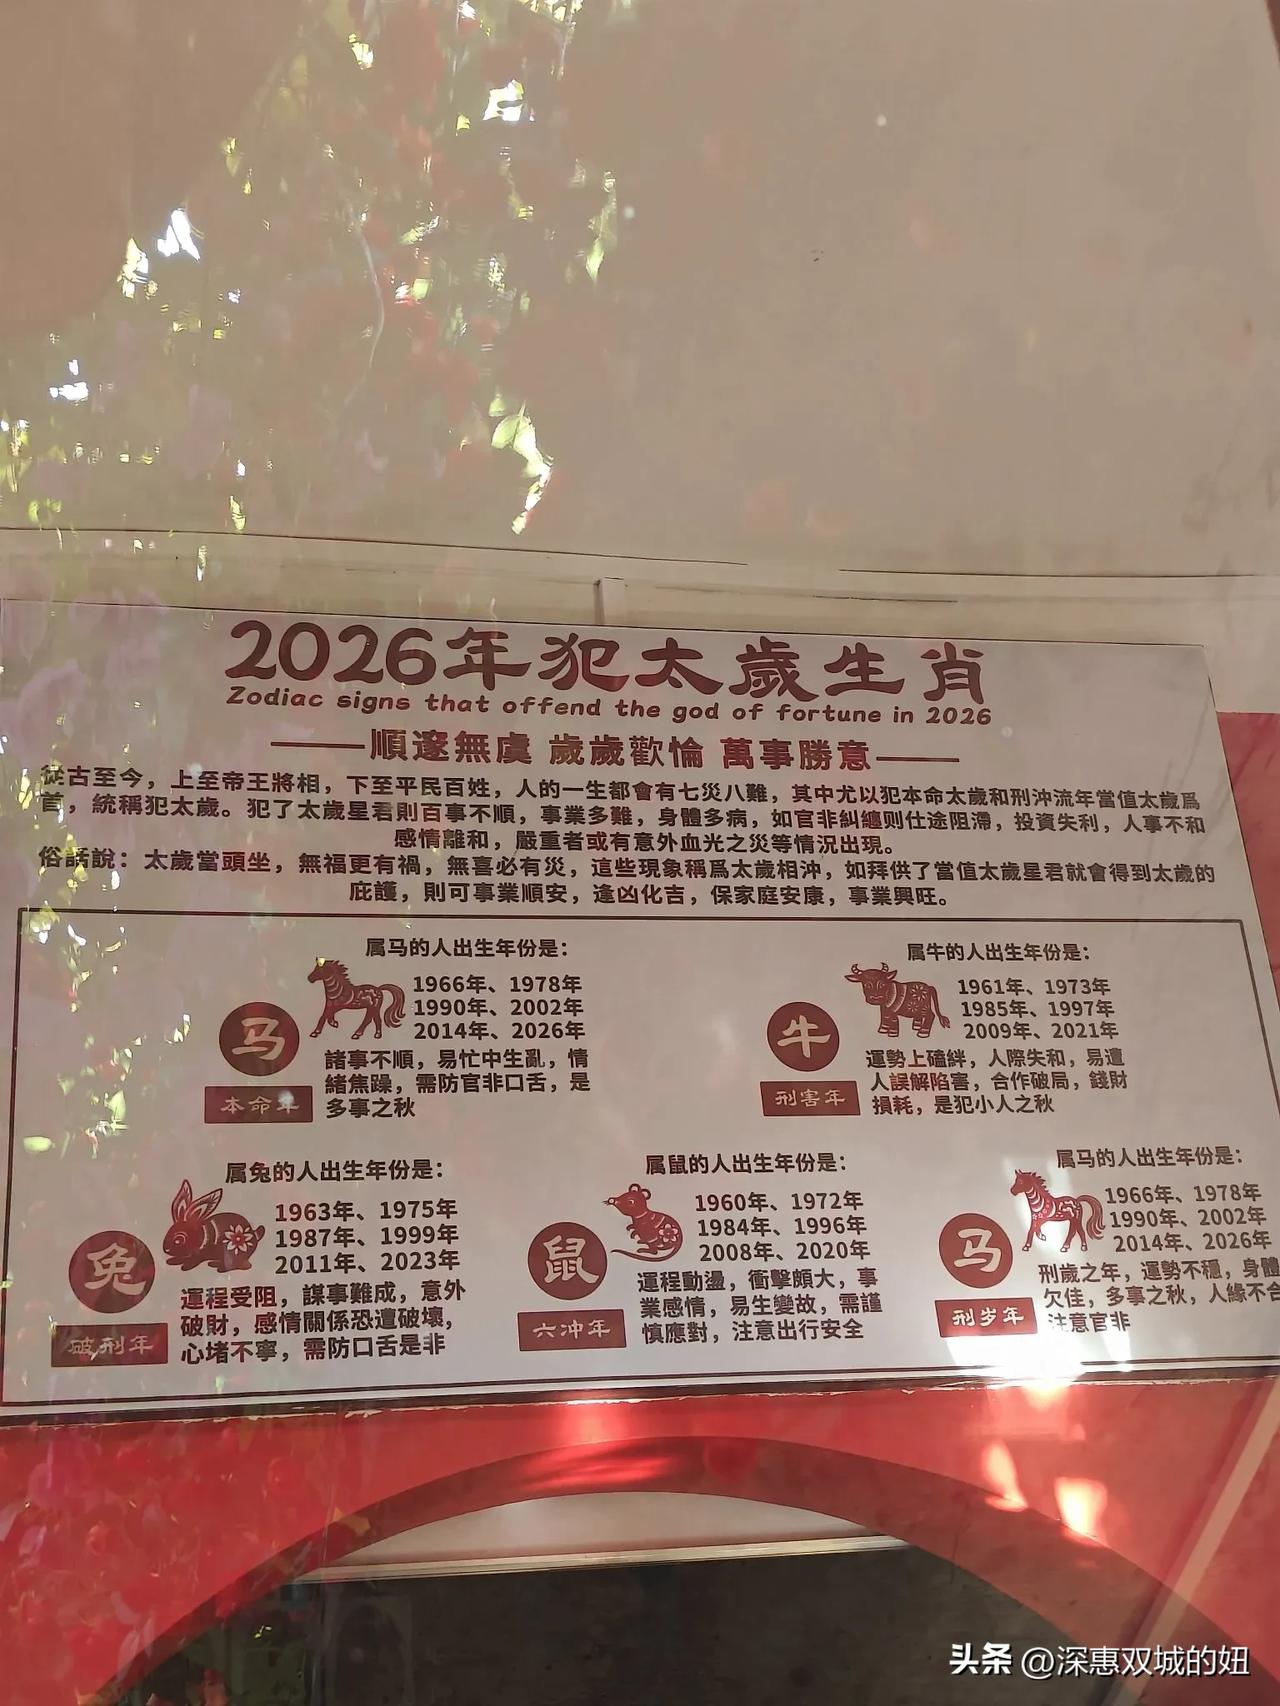 2026年犯太歲生肖
Zodiac signs that offend the god of fortune in 2026
順邃無虞 歲歲歡愉 萬事勝意
從古至今，上至帝王將相，下至平民百姓，人的一生都會有七災八難，其中尤以犯本命太歲和刑沖流年當值太歲爲
首，統稱犯太歲。犯了太歲星君則百事不順，事業多難，身體多病，如官非糾纏则仕途阻滯，投資失利，人事不和
感情離和，嚴重者或有意外血光之災等情況出現。
俗話說：太歲當頭坐，無福更有禍，無喜必有災，這些現象稱爲太歲相沖，如拜供了當值太歲星君就會得到太歲的
庇護，則可事業順安，逢凶化吉，保家庭安康，事業興旺。
属马的人出生年份是：
1966年、1978年
1990年、2002年
2014年、2026年
马
本命年
諸事不順，易忙中生亂，情
緒焦躁，需防官非口舌，是
多事之秋
属牛的人出生年份是：
1961年、1973年
1985年、1997年
2009年、2021年
牛
刑害年
運勢上磕絆，人際失和，易遭
人誤解陷害，合作破局，錢財
損耗，是犯小人之秋
属兔的人出生年份是：
1963年、1975年
1987年、1999年
2011年、2023年
兔
破刑年
運程受阻，謀事難成，意外
破財，感情關係恐遭破壞，
心堵不寧，需防口舌是非
属鼠的人出生年份是：
1960年、1972年
1984年、1996年
2008年、2020年
鼠
六冲年
運程動盪，衝擊頗大，事
業感情，易生變故，需謹
慎應對，注意出行安全
属马的人出生年份是：
1966年、1978年
1990年、2002年
2014年、2026年
马
刑岁年
刑歲之年，運勢不穩，身體
欠佳，多事之秋，人緣不合
注意官非
头条 @深惠双城的妞